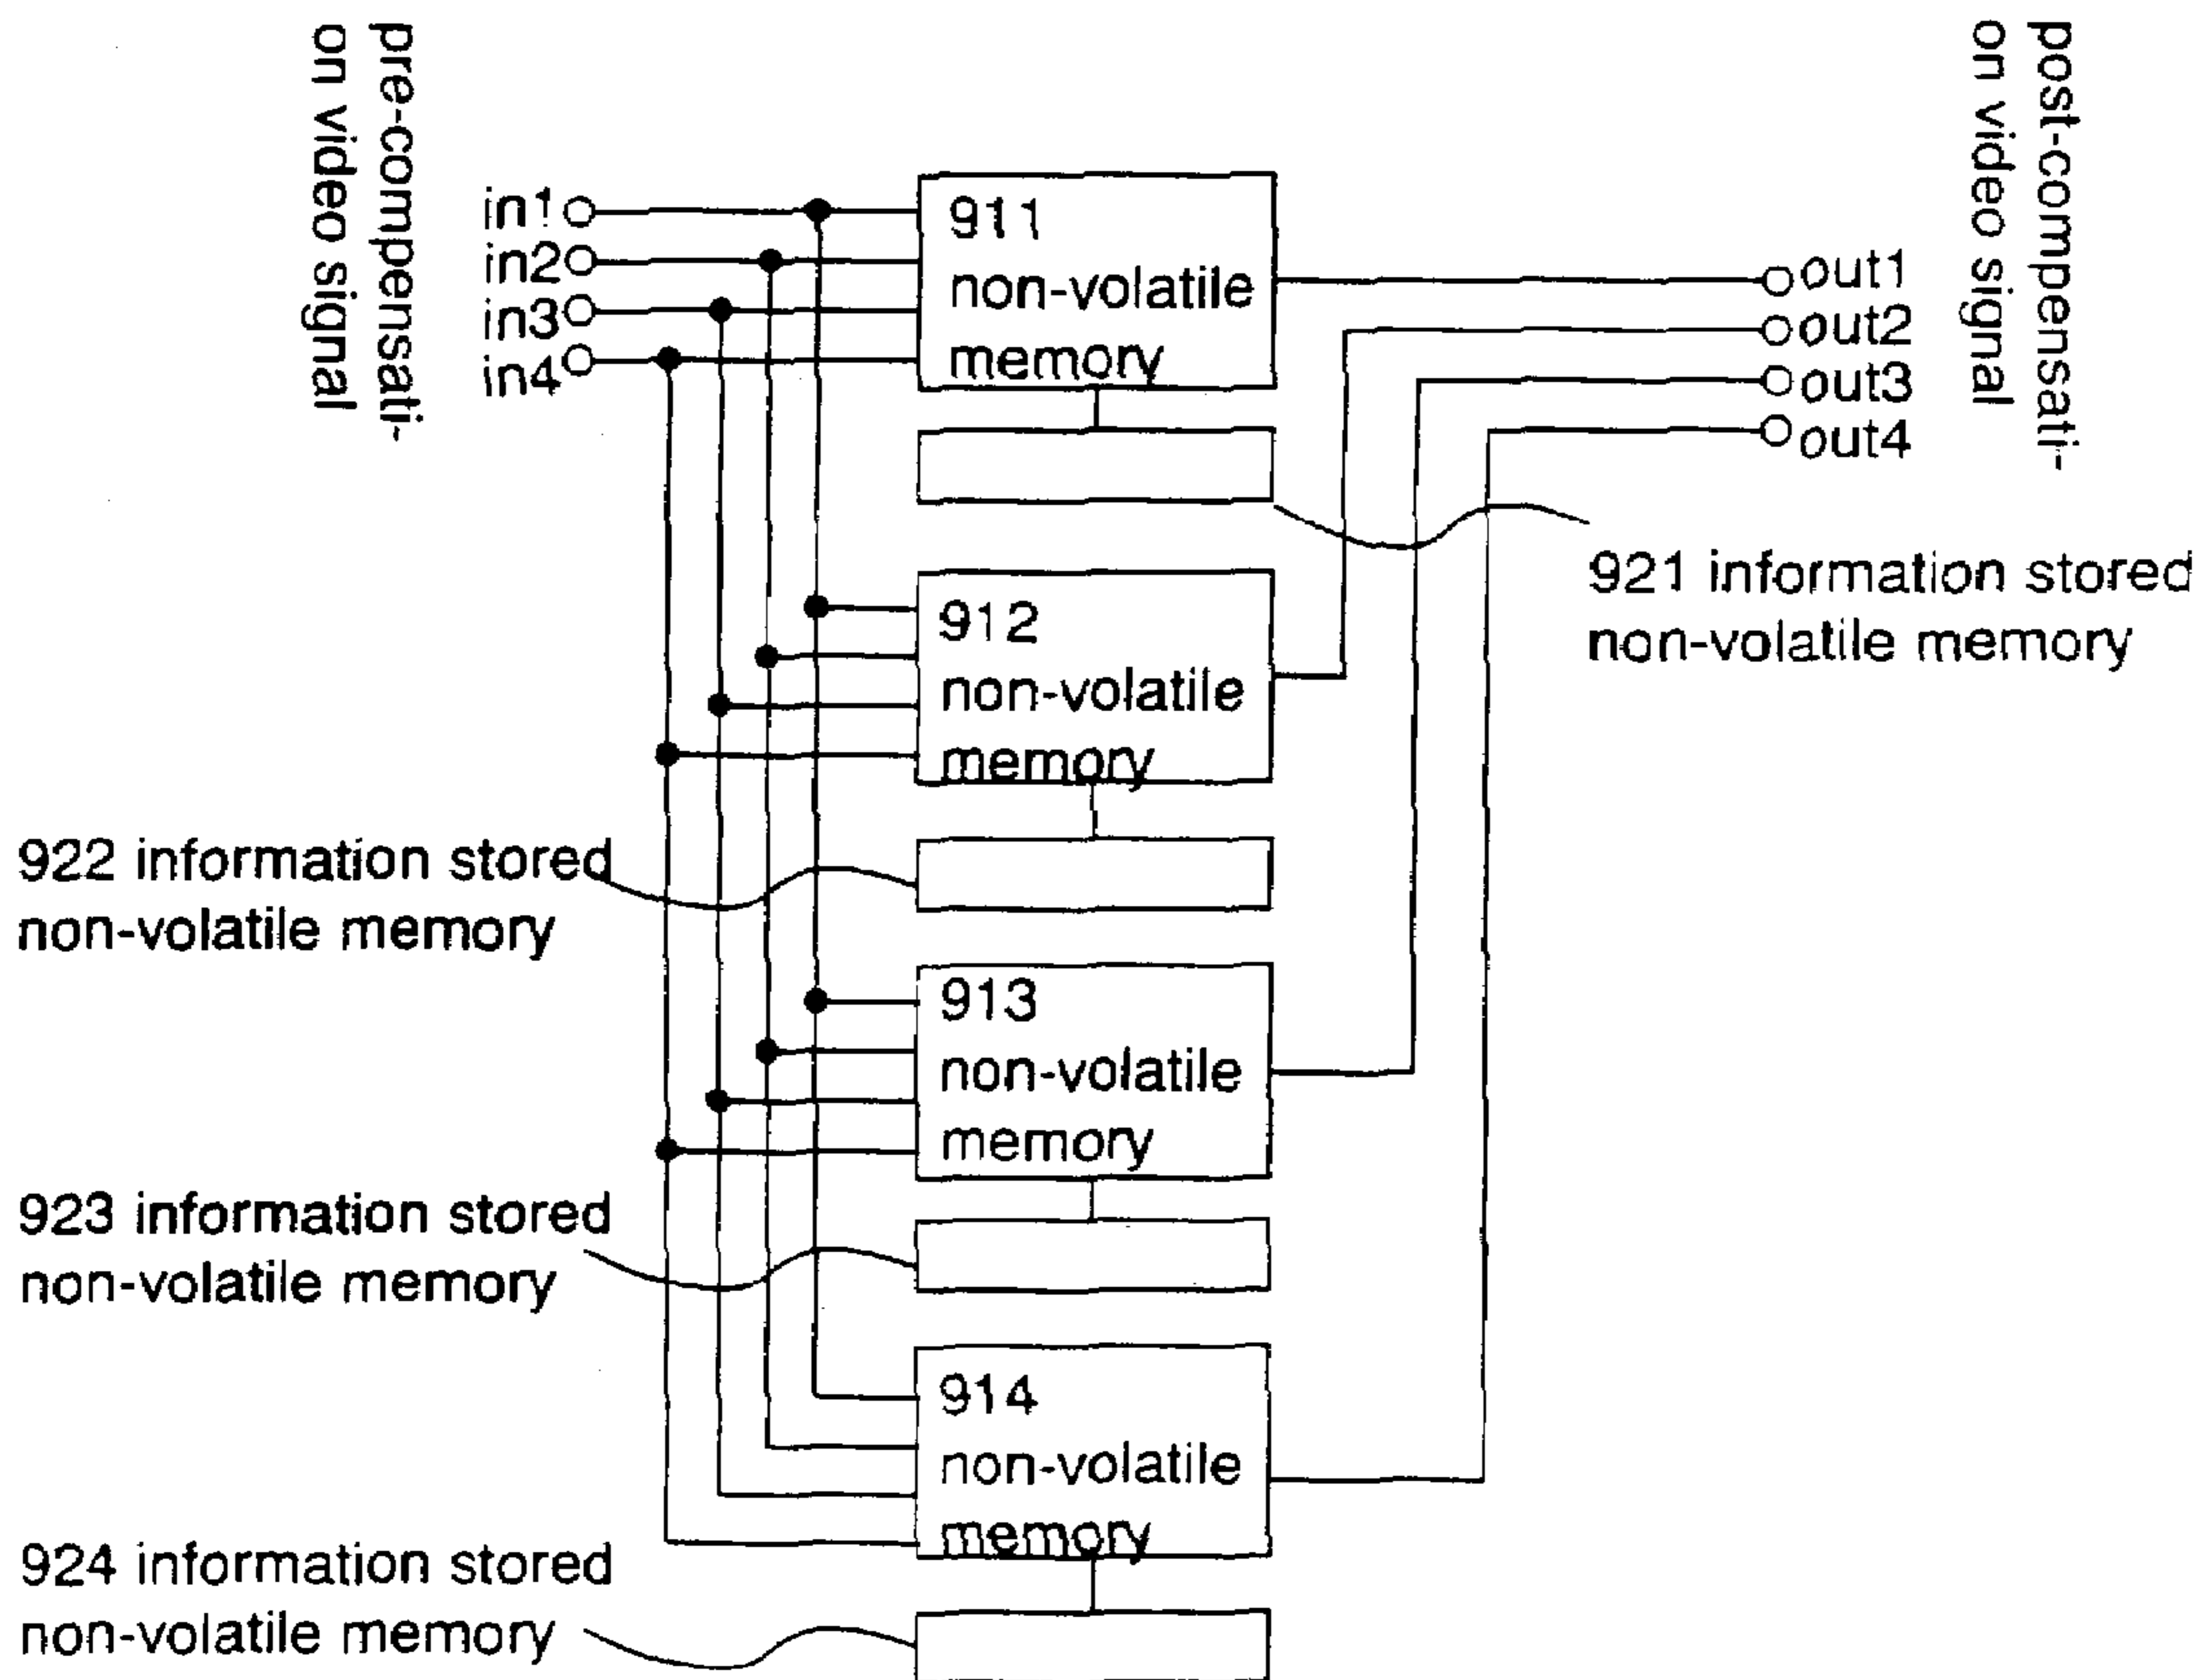 pre-compensati-
on video signal
post-compensati-
on video signal
in1
in2
in3
in4
911
non-volatile
memory
out1
out2
out3
out4
921 information stored
non-volatile memory
912
non-volatile
memory
922 information stored
non-volatile memory
913
non-volatile
memory
923 information stored
non-volatile memory
914
non-volatile
memory
924 information stored
non-volatile memory